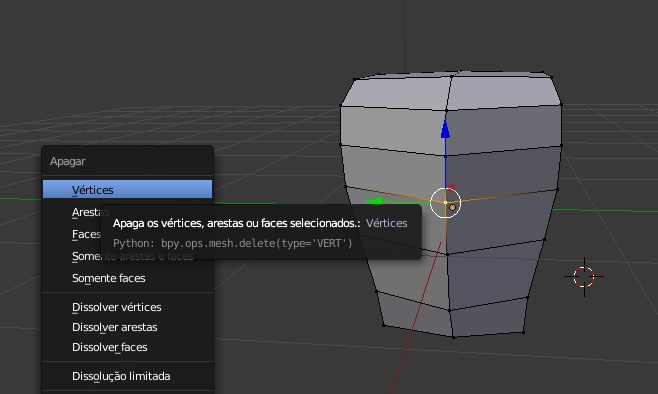 Apagar
Vértices
Arestas
Faces
Somente arestas e faces
Somente faces
Dissolver vértices
Dissolver arestas
Dissolver faces
Dissolução limitada
Apaga os vértices, arestas ou faces selecionados.: Vértices
Python: bpy.ops.mesh.delete(type='VERT')